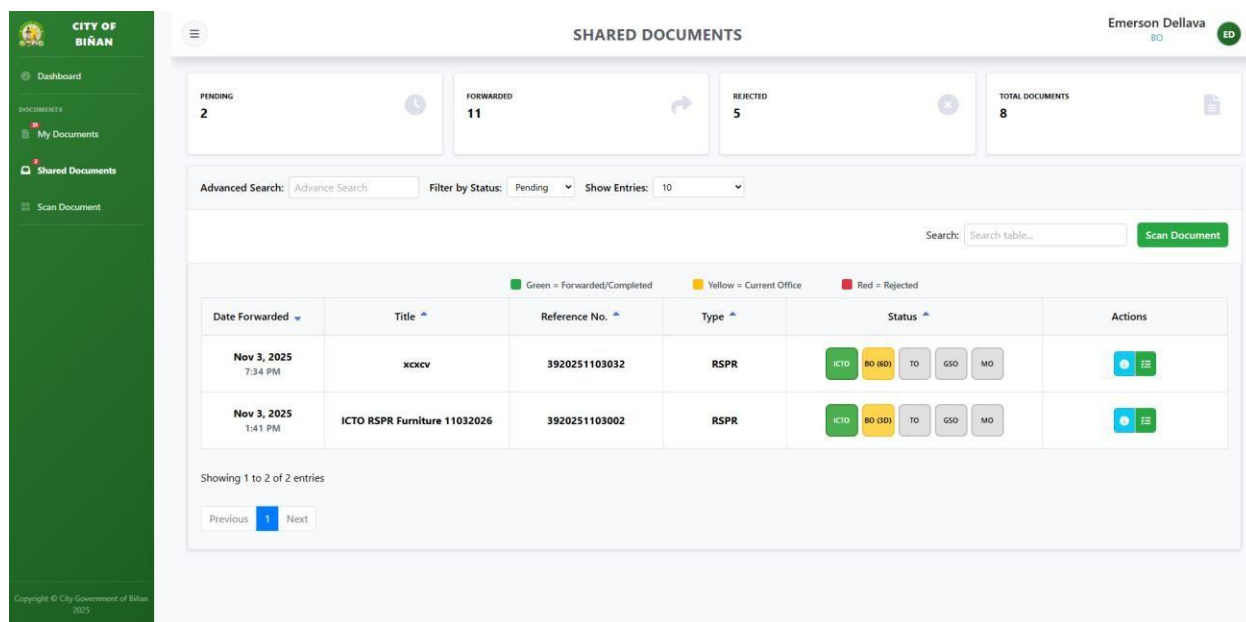 CITY OF
BIÑAN
SHARED DOCUMENTS
Emerson Dellava
BO
ED
Dashboard
DOCUMENTS
My Documents
2
Shared Documents
Scan Document
PENDING
2
FORWARDED
11
REJECTED
5
TOTAL DOCUMENTS
8
Advanced Search: Advance Search Filter by Status: Pending Show Entries: 10
Search: Search table... Scan Document
Green = Forwarded/Completed Yellow = Current Office Red = Rejected
Date Forwarded Title Reference No. Type Status Actions
Nov 3, 2025
7:34 PM
xcxcv 3920251103032 RSPR ICTO BO (6D) TO GSO MO
Nov 3, 2025
1:41 PM
ICTO RSPR Furniture 11032026 3920251103002 RSPR ICTO BO (3D) TO GSO MO
Showing 1 to 2 of 2 entries
Previous 1 Next
Copyright © City Government of Biñan
2025